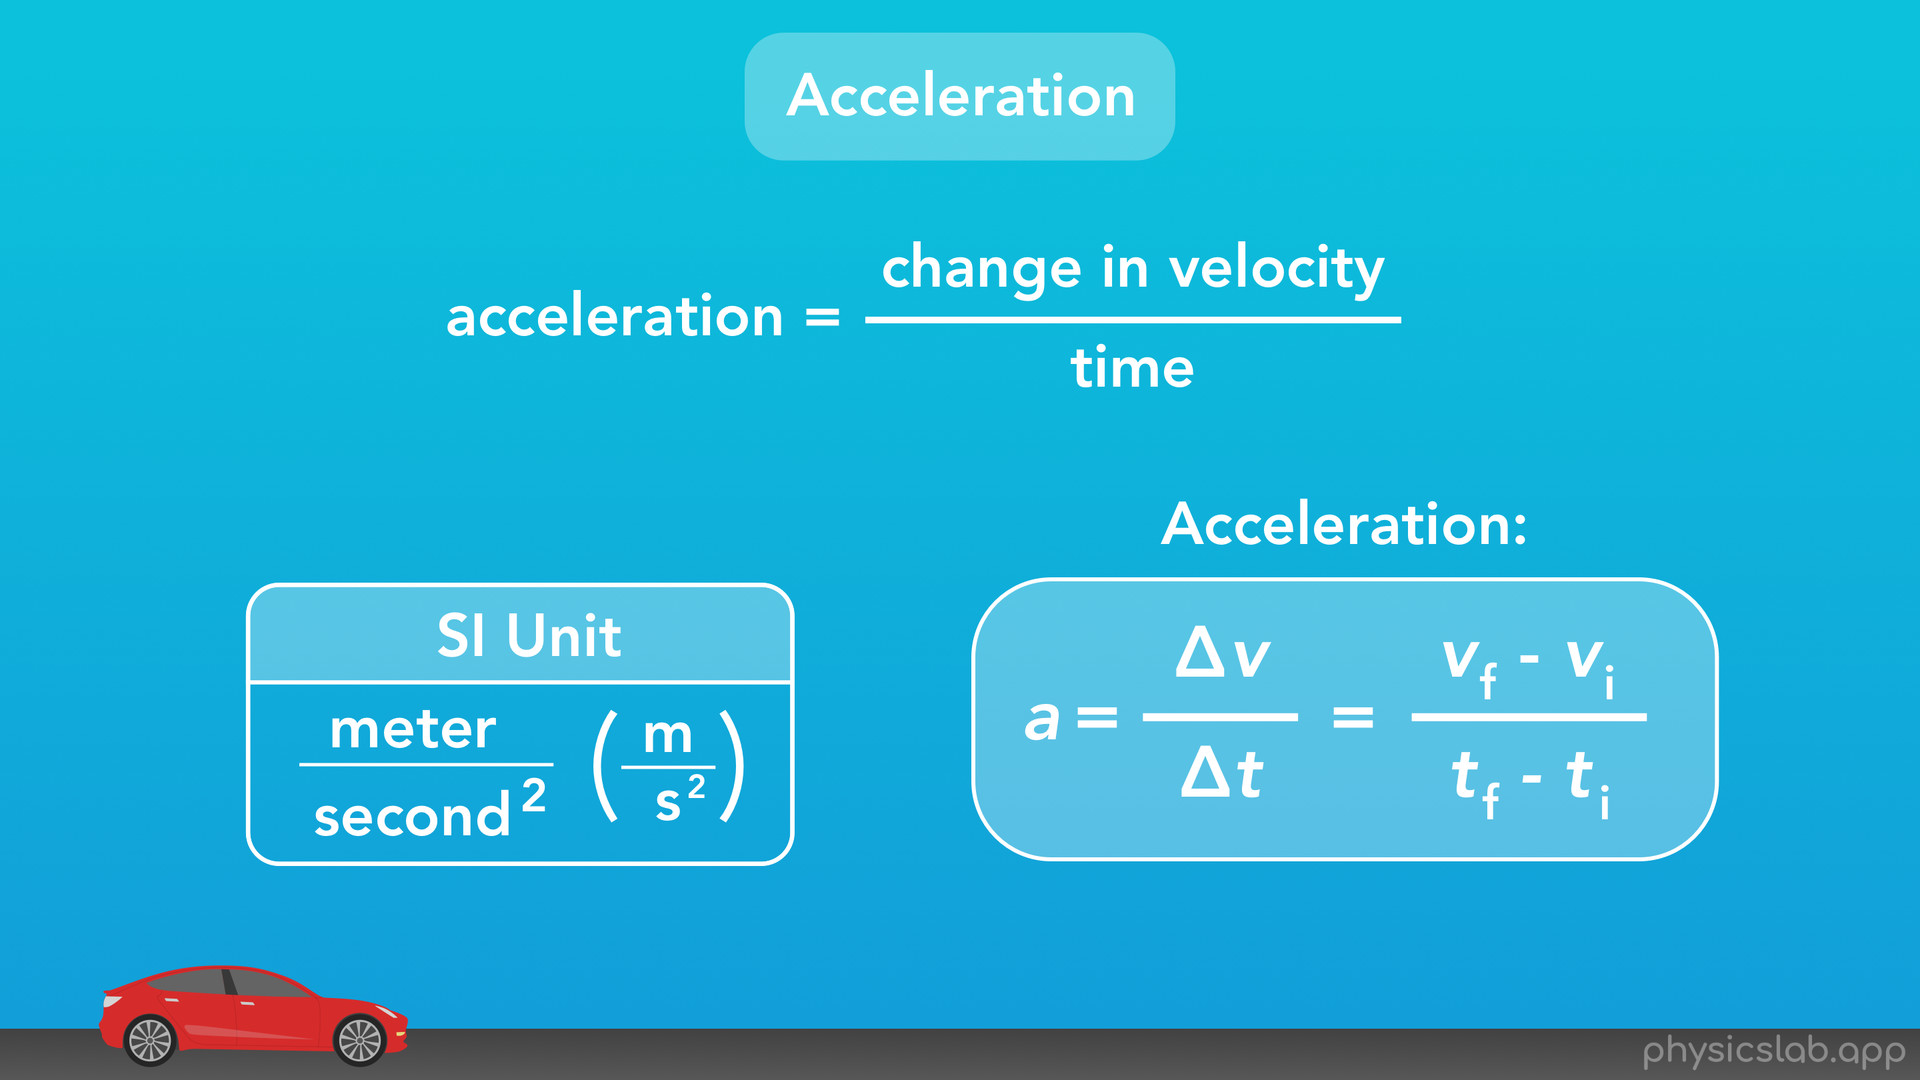 Acceleration
acceleration = change in velocity / time
Acceleration:
SI Unit
meter / second² (m / s²)
a = Δv / Δt = v_f - v_i / t_f - t_i
physicslab.app